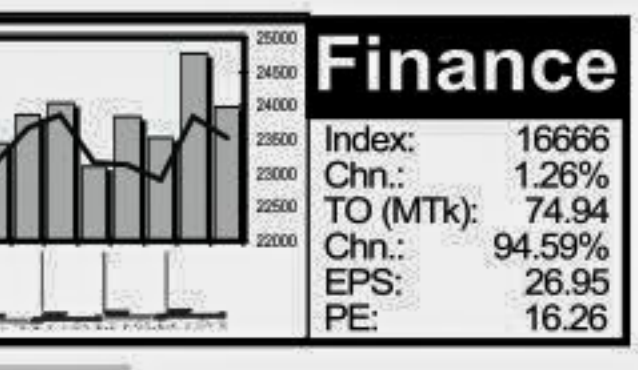 25000
24500
24000
23500
23000
22500
22000
Finance
Index: 16666
Chn.: 1.26%
TO (MTk): 74.94
Chn.: 94.59%
EPS: 26.95
PE: 16.26